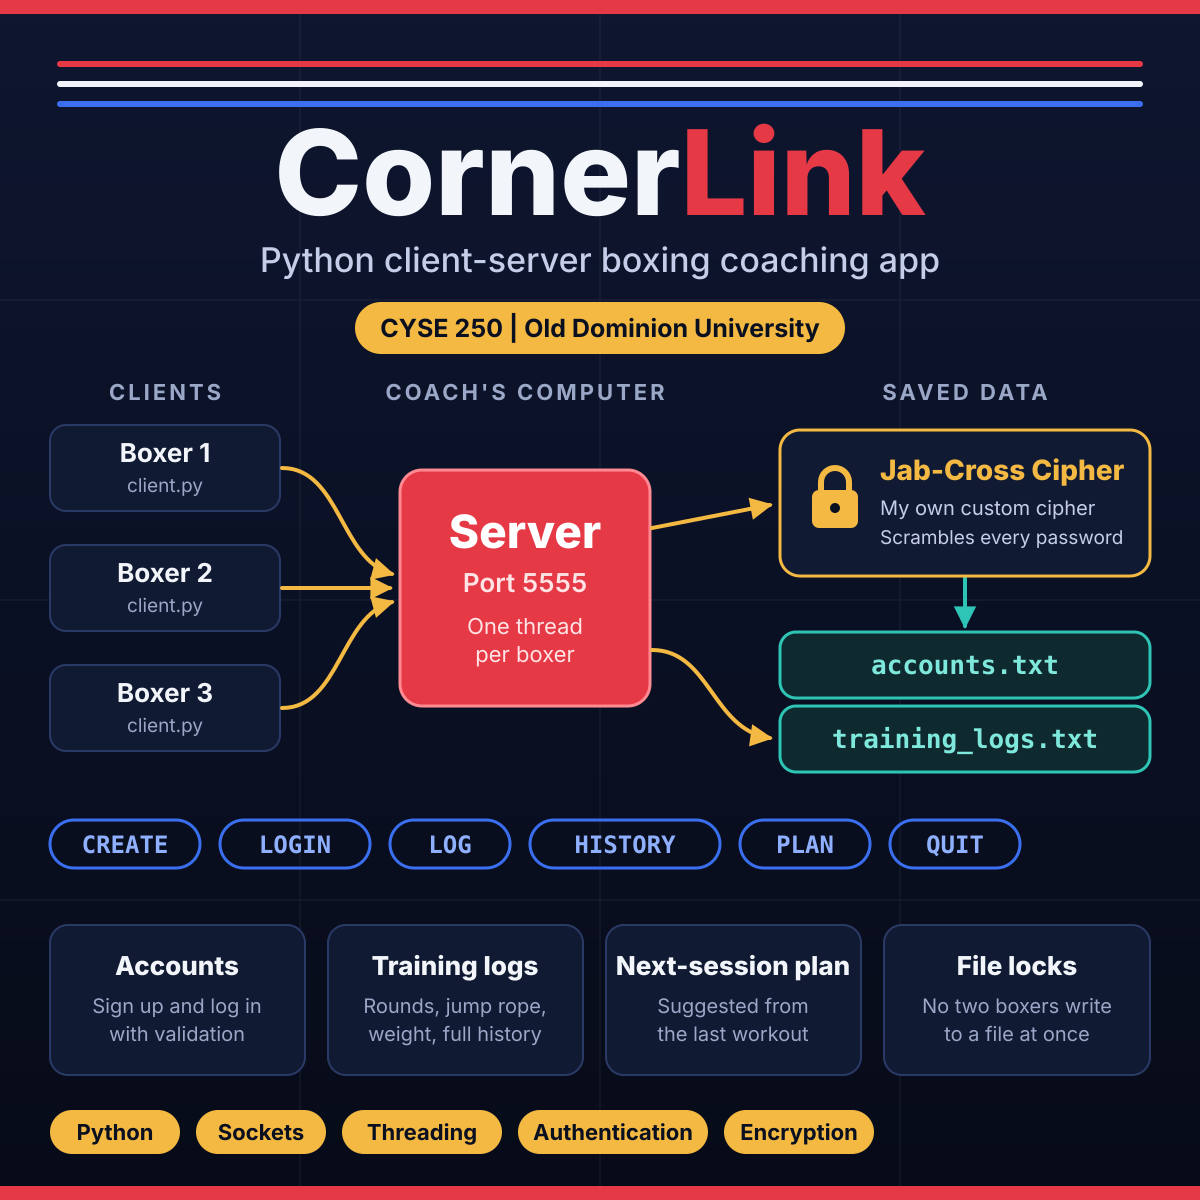 CornerLink
Python client-server boxing coaching app
CYSE 250 | Old Dominion University
CLIENTS
COACH'S COMPUTER
SAVED DATA
Boxer 1
client.py
Boxer 2
client.py
Boxer 3
client.py
Server
Port 5555
One thread
per boxer
Jab-Cross Cipher
My own custom cipher
Scrambles every password
accounts.txt
training_logs.txt
CREATE
LOGIN
LOG
HISTORY
PLAN
QUIT
Accounts
Sign up and log in
with validation
Training logs
Rounds, jump rope,
weight, full history
Next-session plan
Suggested from
the last workout
File locks
No two boxers write
to a file at once
Python
Sockets
Threading
Authentication
Encryption